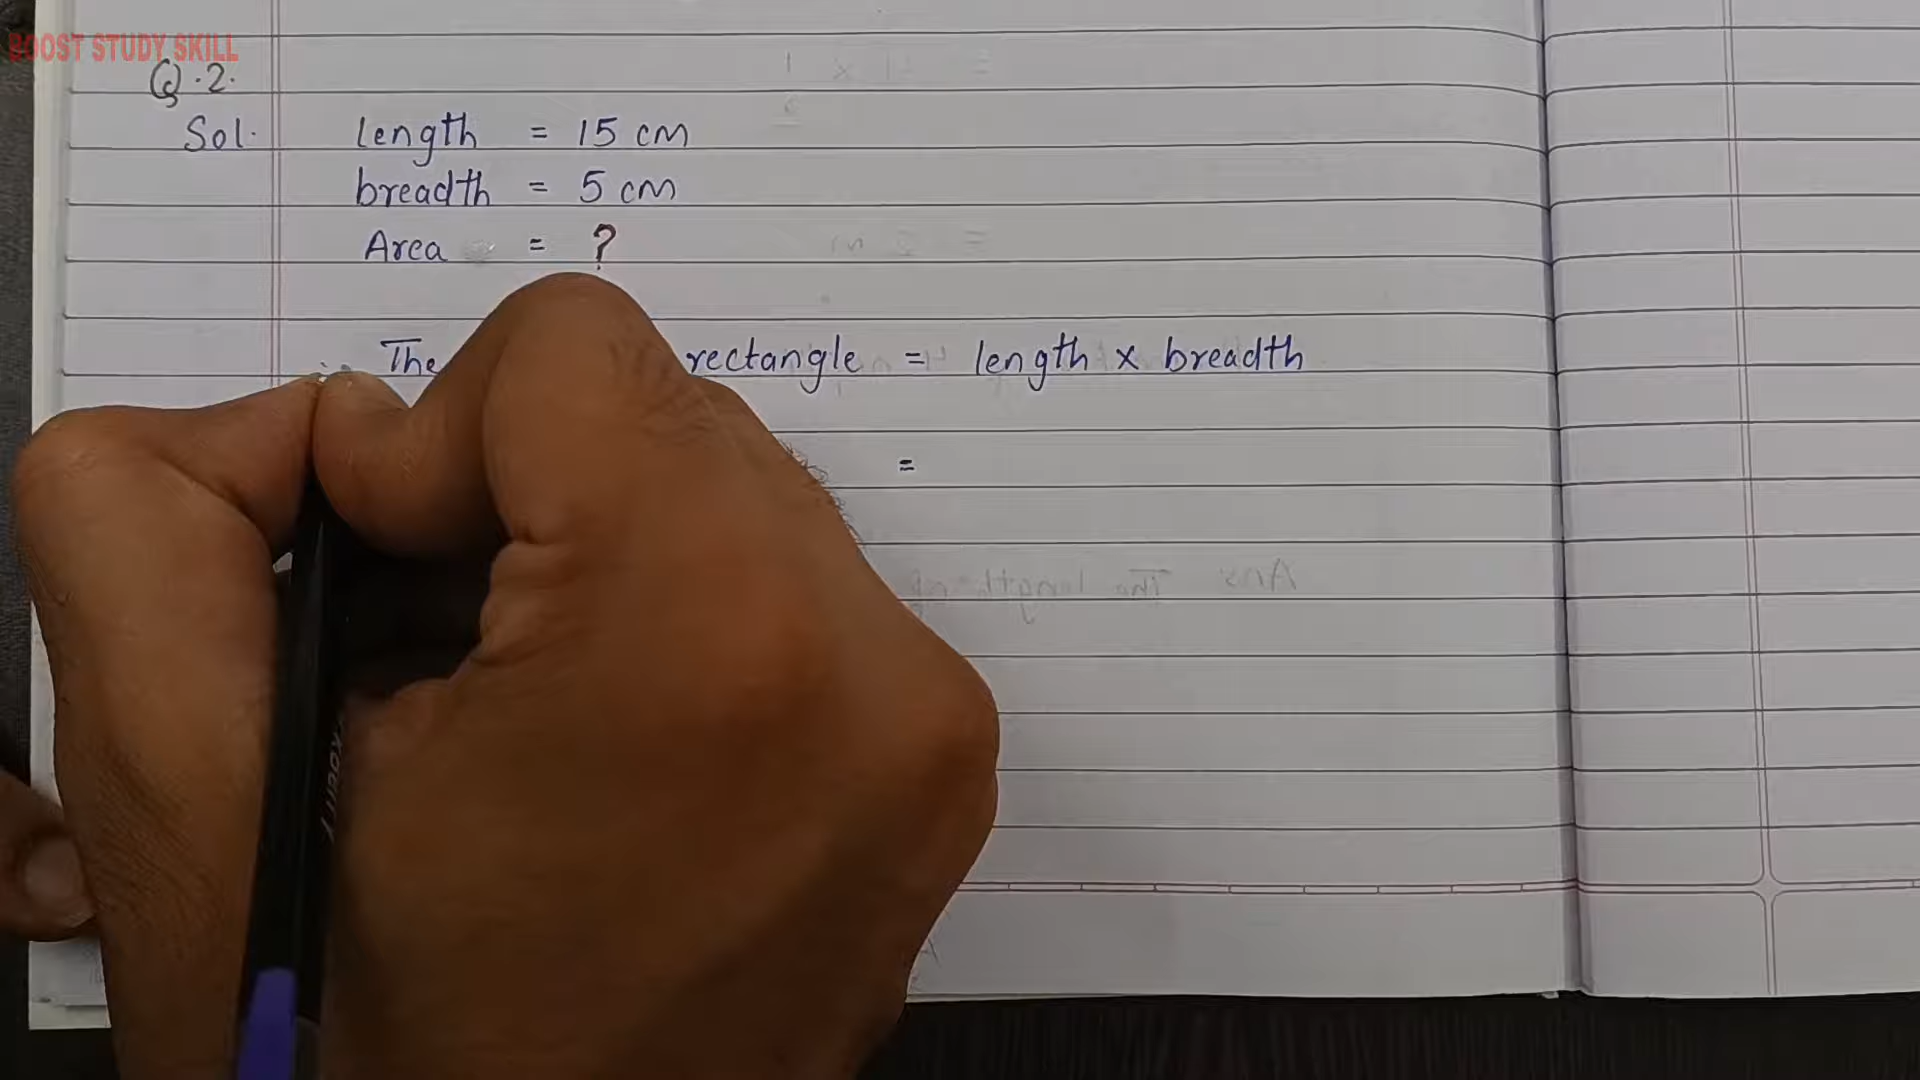 BOOST STUDY SKILL
Q.2.
Sol. length = 15 cm
breadth = 5 cm
Area = ?
∴ The rectangle = length x breadth
=